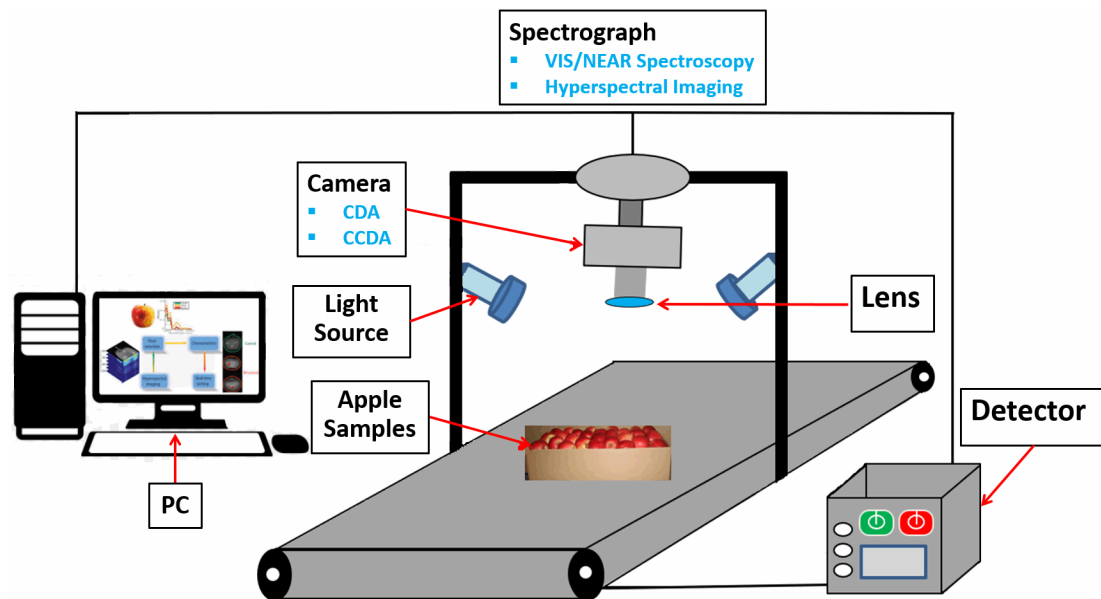 Spectrograph
VIS/NEAR Spectroscopy
Hyperspectral Imaging
Camera
CDA
CCDA
Light
Source
Lens
Apple
Samples
Detector
PC